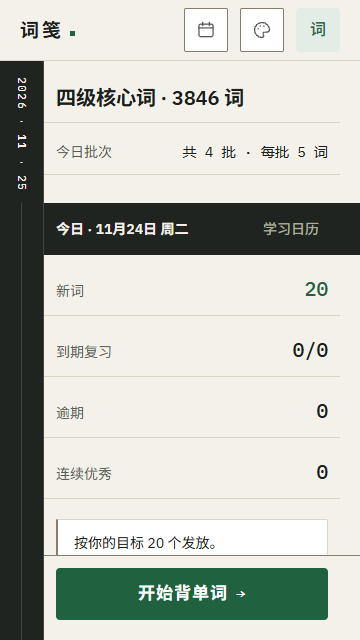 词笺
词
2026 · 11 · 25
四级核心词 · 3846 词
今日批次 共 4 批 · 每批 5 词
今日 · 11月24日 周二 学习日历
新词 20
到期复习 0/0
逾期 0
连续优秀 0
按你的目标 20 个发放。
开始背单词 →